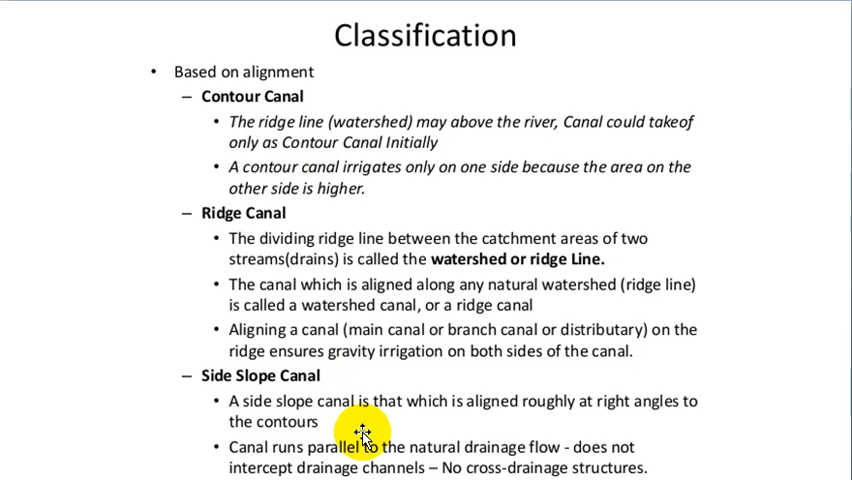 Classification
• Based on alignment
– Contour Canal
• The ridge line (watershed) may above the river, Canal could takeof
only as Contour Canal Initially
• A contour canal irrigates only on one side because the area on the
other side is higher.
– Ridge Canal
• The dividing ridge line between the catchment areas of two
streams(drains) is called the watershed or ridge Line.
• The canal which is aligned along any natural watershed (ridge line)
is called a watershed canal, or a ridge canal
• Aligning a canal (main canal or branch canal or distributary) on the
ridge ensures gravity irrigation on both sides of the canal.
– Side Slope Canal
• A side slope canal is that which is aligned roughly at right angles to
the contours
• Canal runs parallel to the natural drainage flow - does not
intercept drainage channels – No cross-drainage structures.